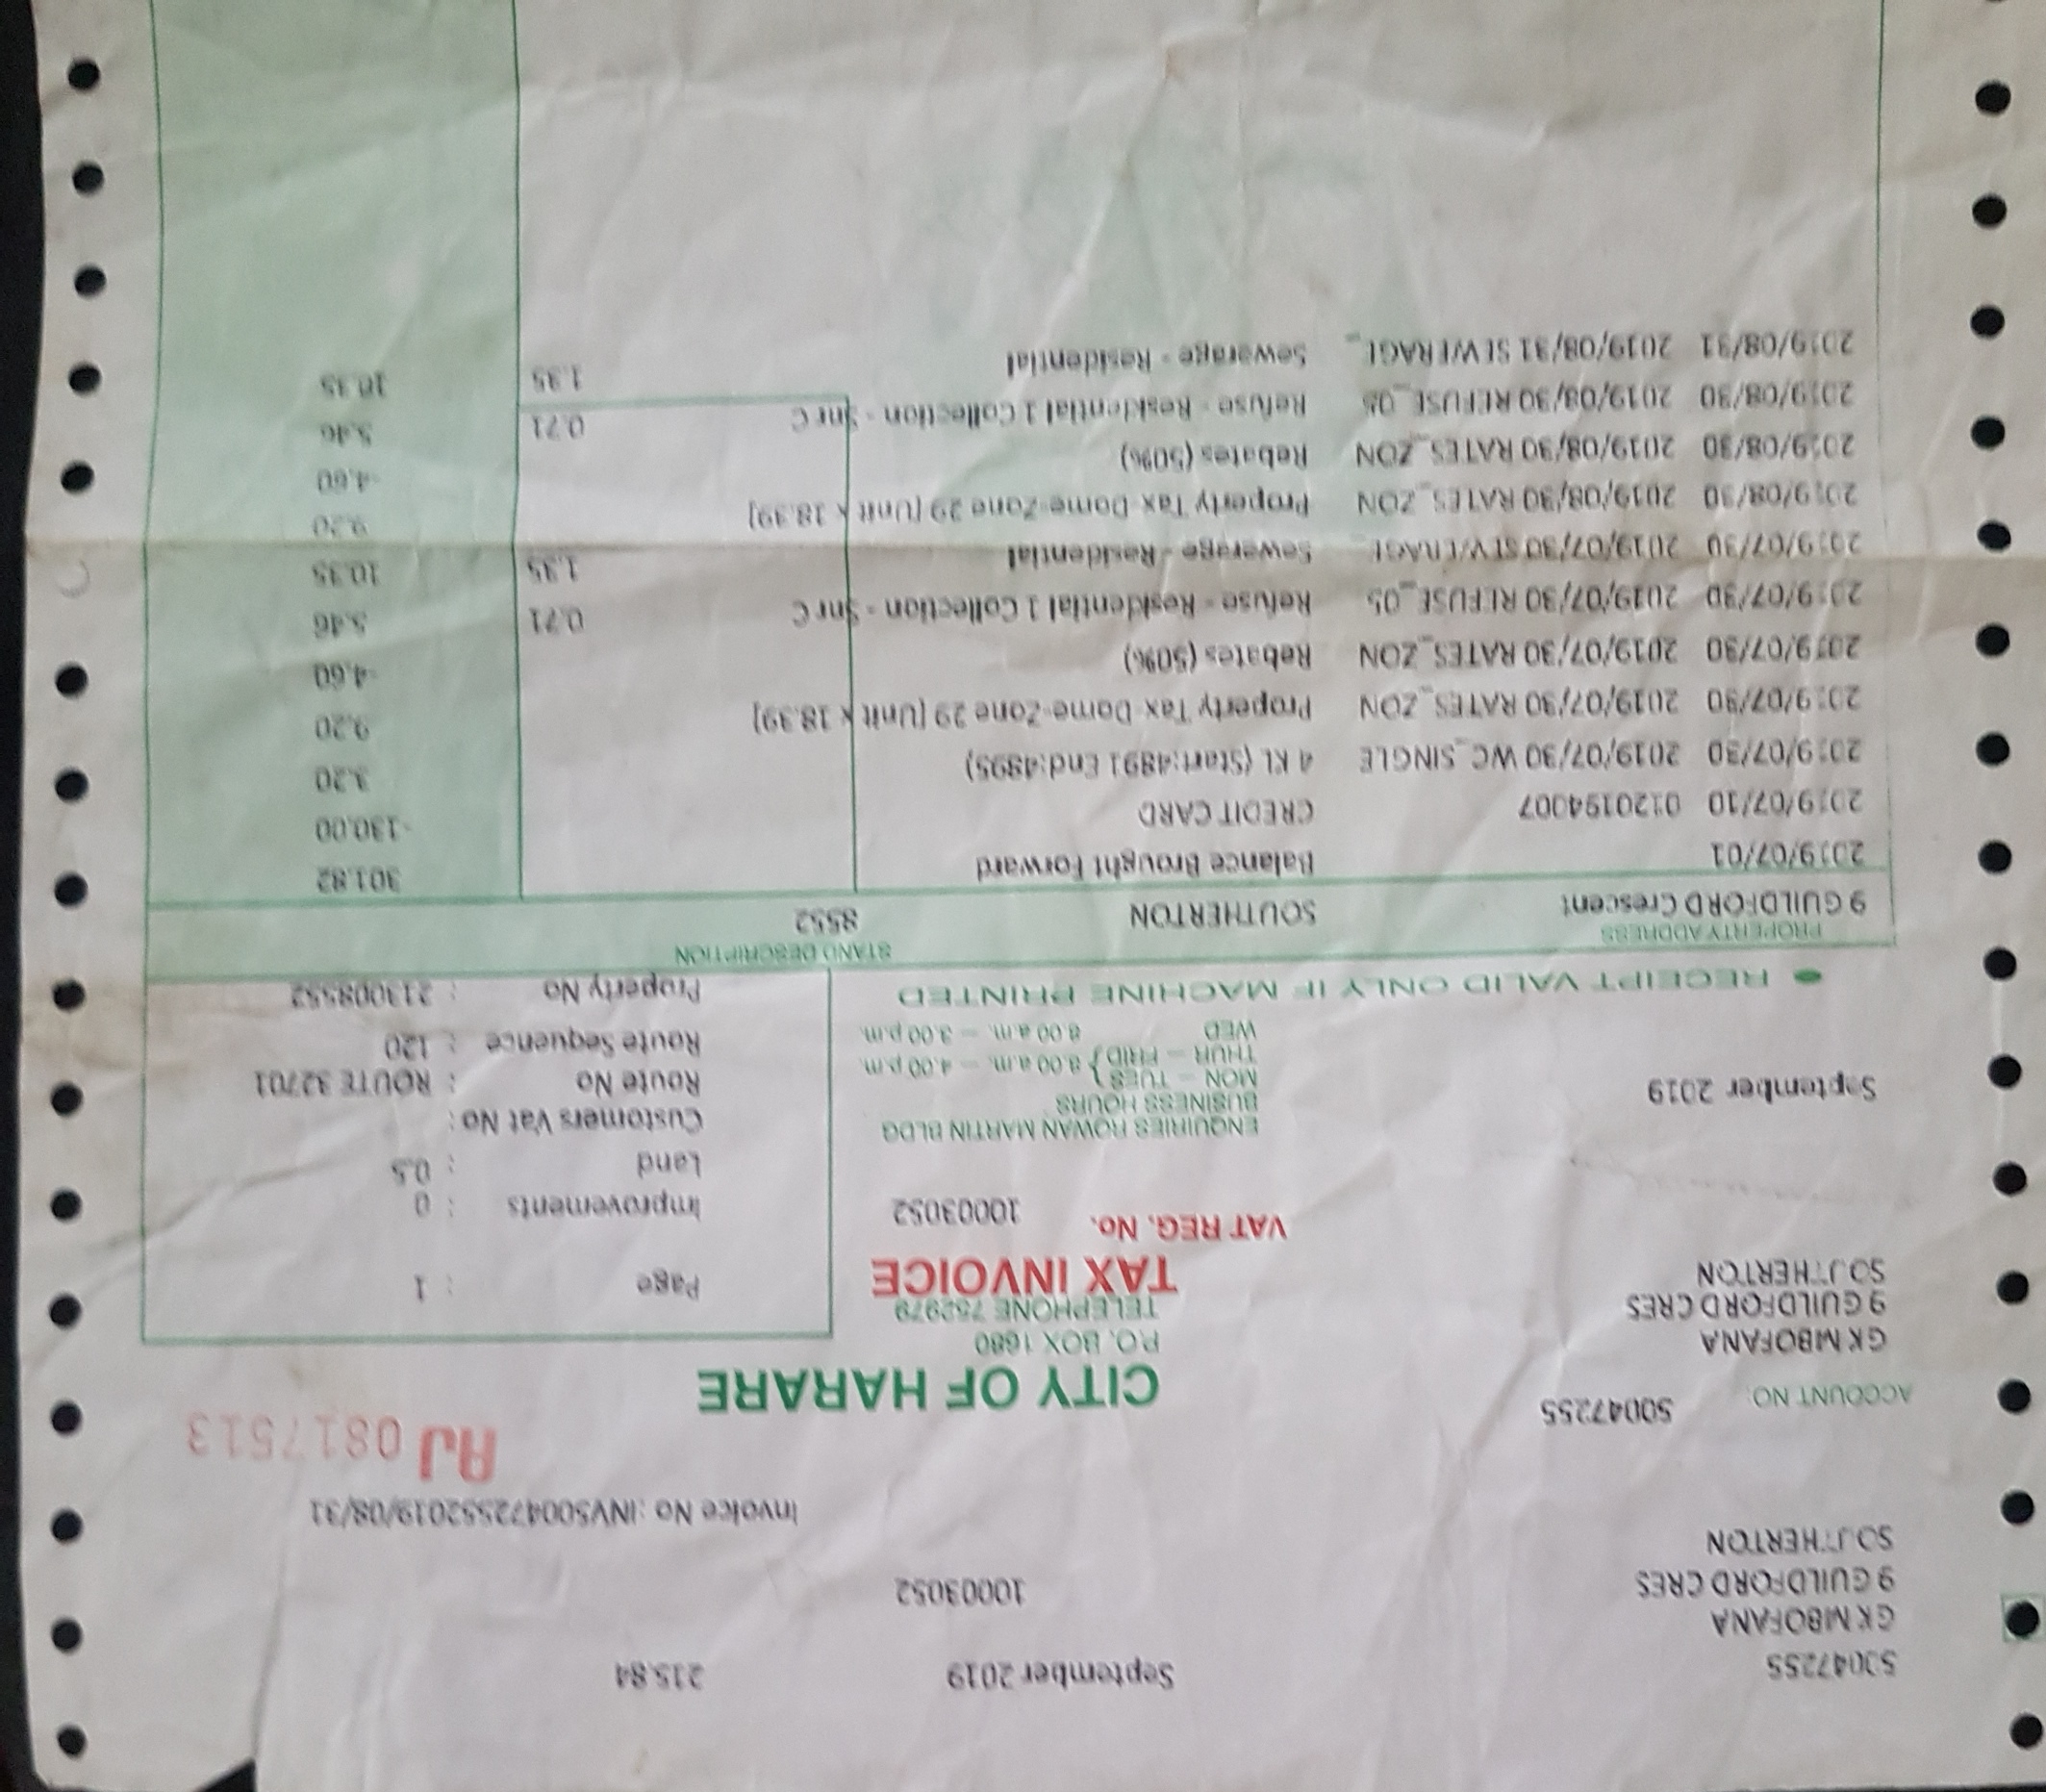 50047255 September 2019 215.84
GK MBOFANA
9 GUILDFORD CRES 10003052
SOUTHERTON
Invoice No :INV500472552019/08/31
AJ 0817513
ACCOUNT NO. 50047255
CITY OF HARARE
GK MBOFANA
P.O. BOX 1680
9 GUILDFORD CRES
TELEPHONE 752979
SOUTHERTON
TAX INVOICE
Page : 1
VAT REG. No. 10003052
Improvements : 0
Land : 0.5
ENQUIRIES ROWAN MARTIN BLDG
Customers Vat No :
BUSINESS HOURS
September 2019
MON – TUES } 8.00 a.m. – 4.00 p.m.
THUR – FRID
Route No : ROUTE 32701
WED 8.00 a.m. – 3.00 p.m.
Route Sequence : 120
● RECEIPT VALID ONLY IF MACHINE PRINTED
Property No : 213008552
PROPERTY ADDRESS STAND DESCRIPTION
9 GUILDFORD Crescent SOUTHERTON 8552
2019/07/01 Balance Brought Forward 301.82
2019/07/10 0120194007 CREDIT CARD -130.00
2019/07/30 2019/07/30 WC_SINGLE 4 KL (Start:4891 End:4895) 3.20
2019/07/30 2019/07/30 RATES_ZON Property Tax-Dome-Zone 29 [Unit x 18.39] 9.20
2019/07/30 2019/07/30 RATES_ZON Rebates (50%) -4.60
2019/07/30 2019/07/30 REFUSE_05 Refuse - Residential 1 Collection - Snr C 0.71 5.46
2019/07/30 2019/07/30 SEWERAGE_ Sewerage - Residential 1.35 10.35
2019/08/30 2019/08/30 RATES_ZON Property Tax-Dome-Zone 29 [Unit x 18.39] 9.20
2019/08/30 2019/08/30 RATES_ZON Rebates (50%) -4.60
2019/08/30 2019/08/30 REFUSE_05 Refuse - Residential 1 Collection - Snr C 0.71 5.46
2019/08/31 2019/08/31 SEWERAGE_ Sewerage - Residential 1.35 10.35